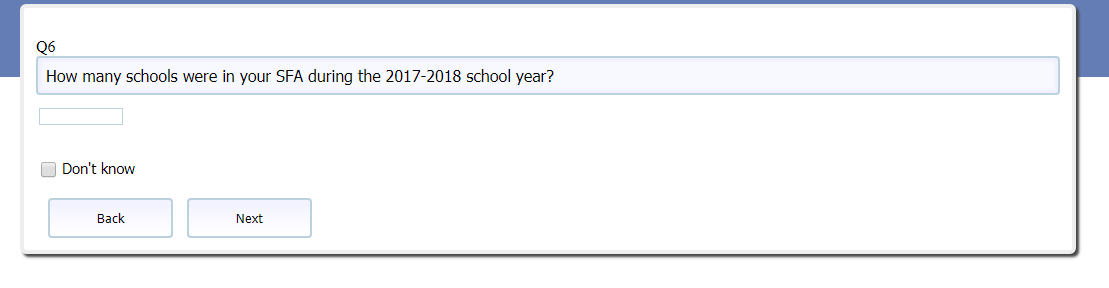 Q6
How many schools were in your SFA during the 2017-2018 school year?
Don't know
Back Next